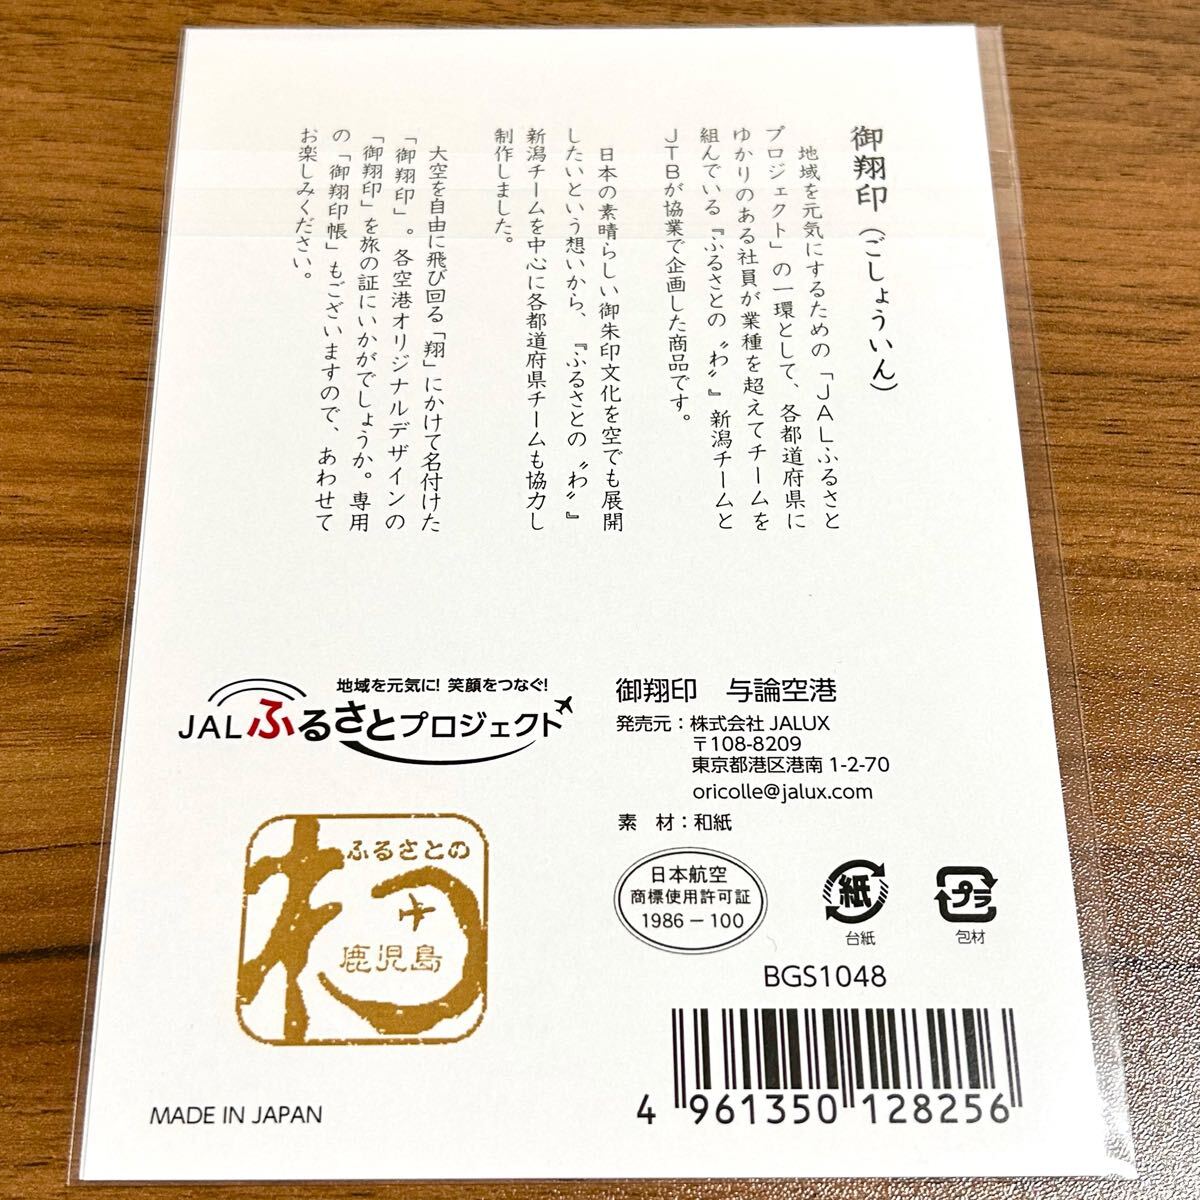 御翔印（ごしょういん）
地域を元気にするための「JALふるさと
プロジェクト」の一環として、各都道府県に
ゆかりのある社員が業種を超えてチームを
組んでいる『ふるさとの〝わ〟』新潟チームと
JTBが協業で企画した商品です。
日本の素晴らしい御朱印文化を空でも展開
したいという想いから、『ふるさとの〝わ〟』
新潟チームを中心に各都道府県チームも協力し
制作しました。
大空を自由に飛び回る「翔」にかけて名付けた
「御翔印」。各空港オリジナルデザインの
「御翔印」を旅の証にいかがでしょうか。専用
の「御翔印帳」もございますので、あわせて
お楽しみください。
地域を元気に！笑顔をつなぐ！
JALふるさとプロジェクト
ふるさとの
わ
鹿児島
MADE IN JAPAN
御翔印　与論空港
発売元：株式会社 JALUX
〒108-8209
東京都港区港南 1-2-70
oricolle@jalux.com
素　材：和紙
日本航空
商標使用許可証
1986－100
紙
台紙
プラ
包材
BGS1048
4 961350 128256